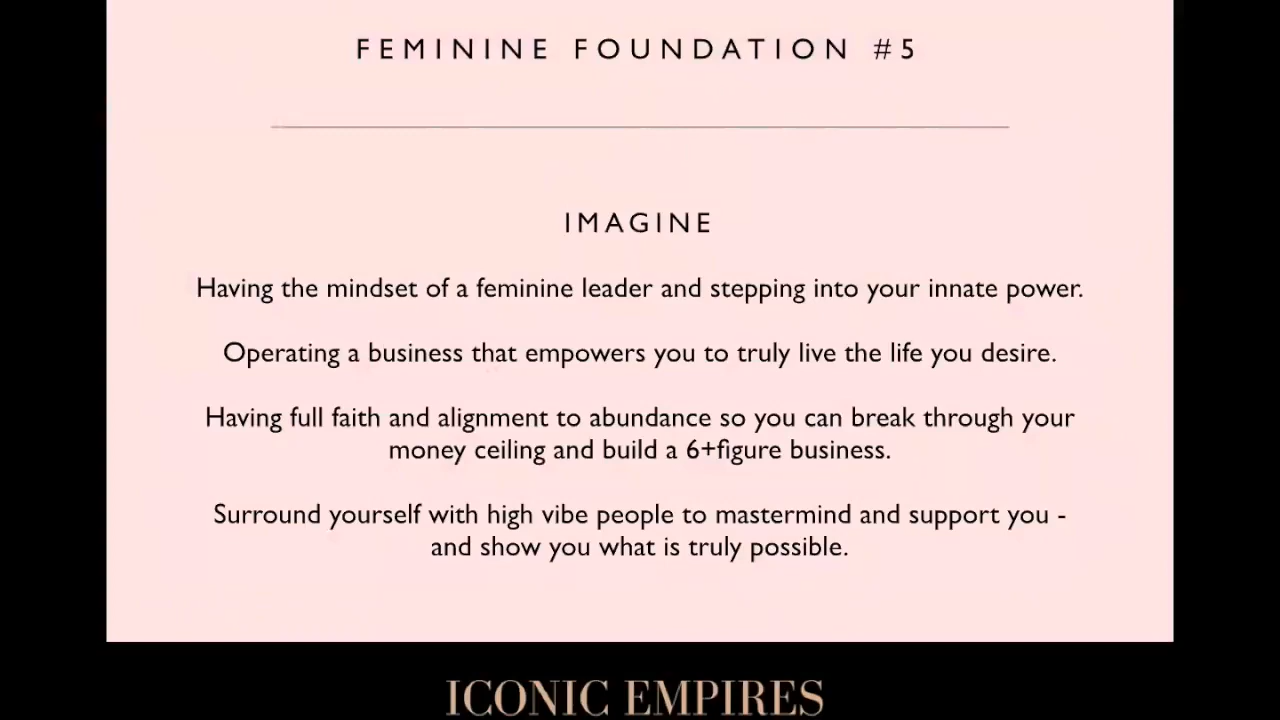 FEMININE FOUNDATION #5
IMAGINE
Having the mindset of a feminine leader and stepping into your innate power.
Operating a business that empowers you to truly live the life you desire.
Having full faith and alignment to abundance so you can break through your
money ceiling and build a 6+figure business.
Surround yourself with high vibe people to mastermind and support you -
and show you what is truly possible.
ICONIC EMPIRES